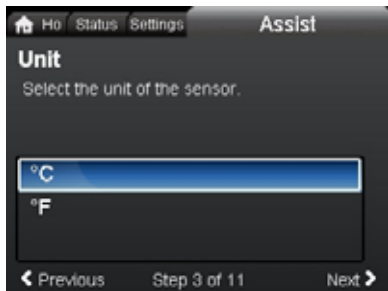 Ho Status Settings Assist
Unit
Select the unit of the sensor.
°C
°F
Previous Step 3 of 11 Next